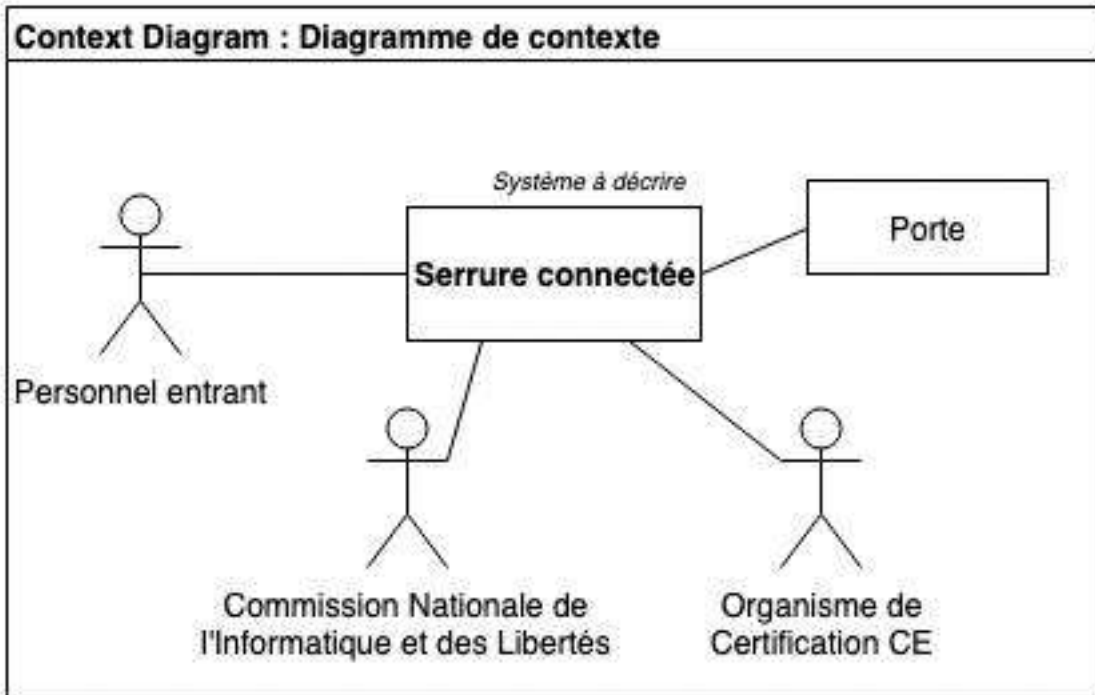 Context Diagram : Diagramme de contexte
Système à décrire
Porte
Serrure connectée
Personnel entrant
Commission Nationale de
l'Informatique et des Libertés
Organisme de
Certification CE